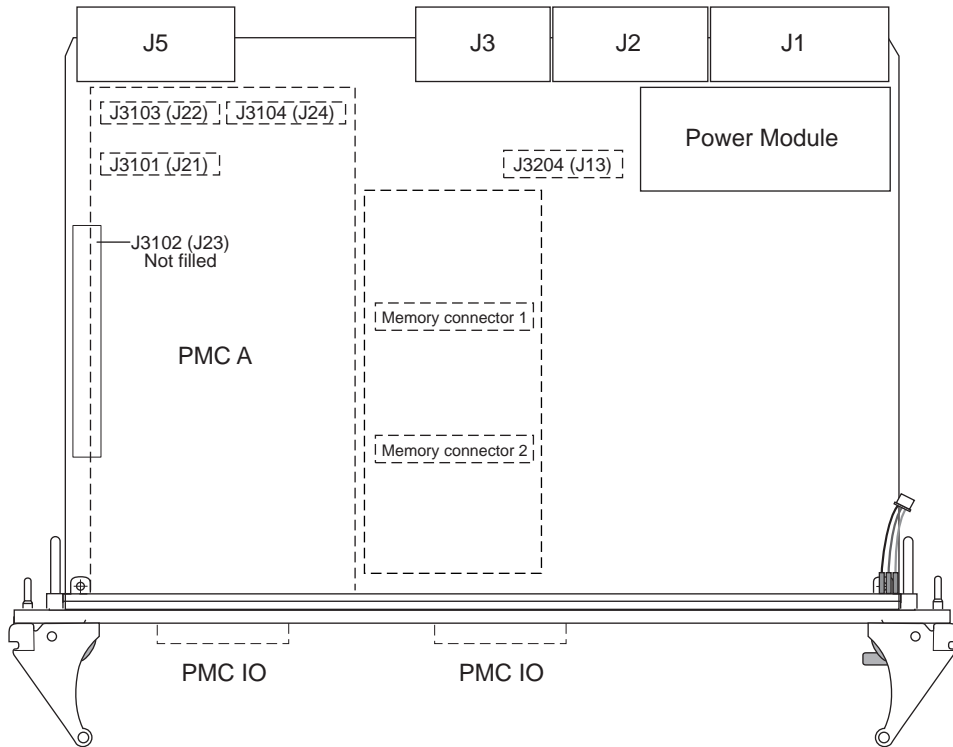 J5
J3
J2
J1
J3103 (J22)
J3104 (J24)
Power Module
J3101 (J21)
J3204 (J13)
J3102 (J23)
Not filled
Memory connector 1
PMC A
Memory connector 2
PMC IO
PMC IO